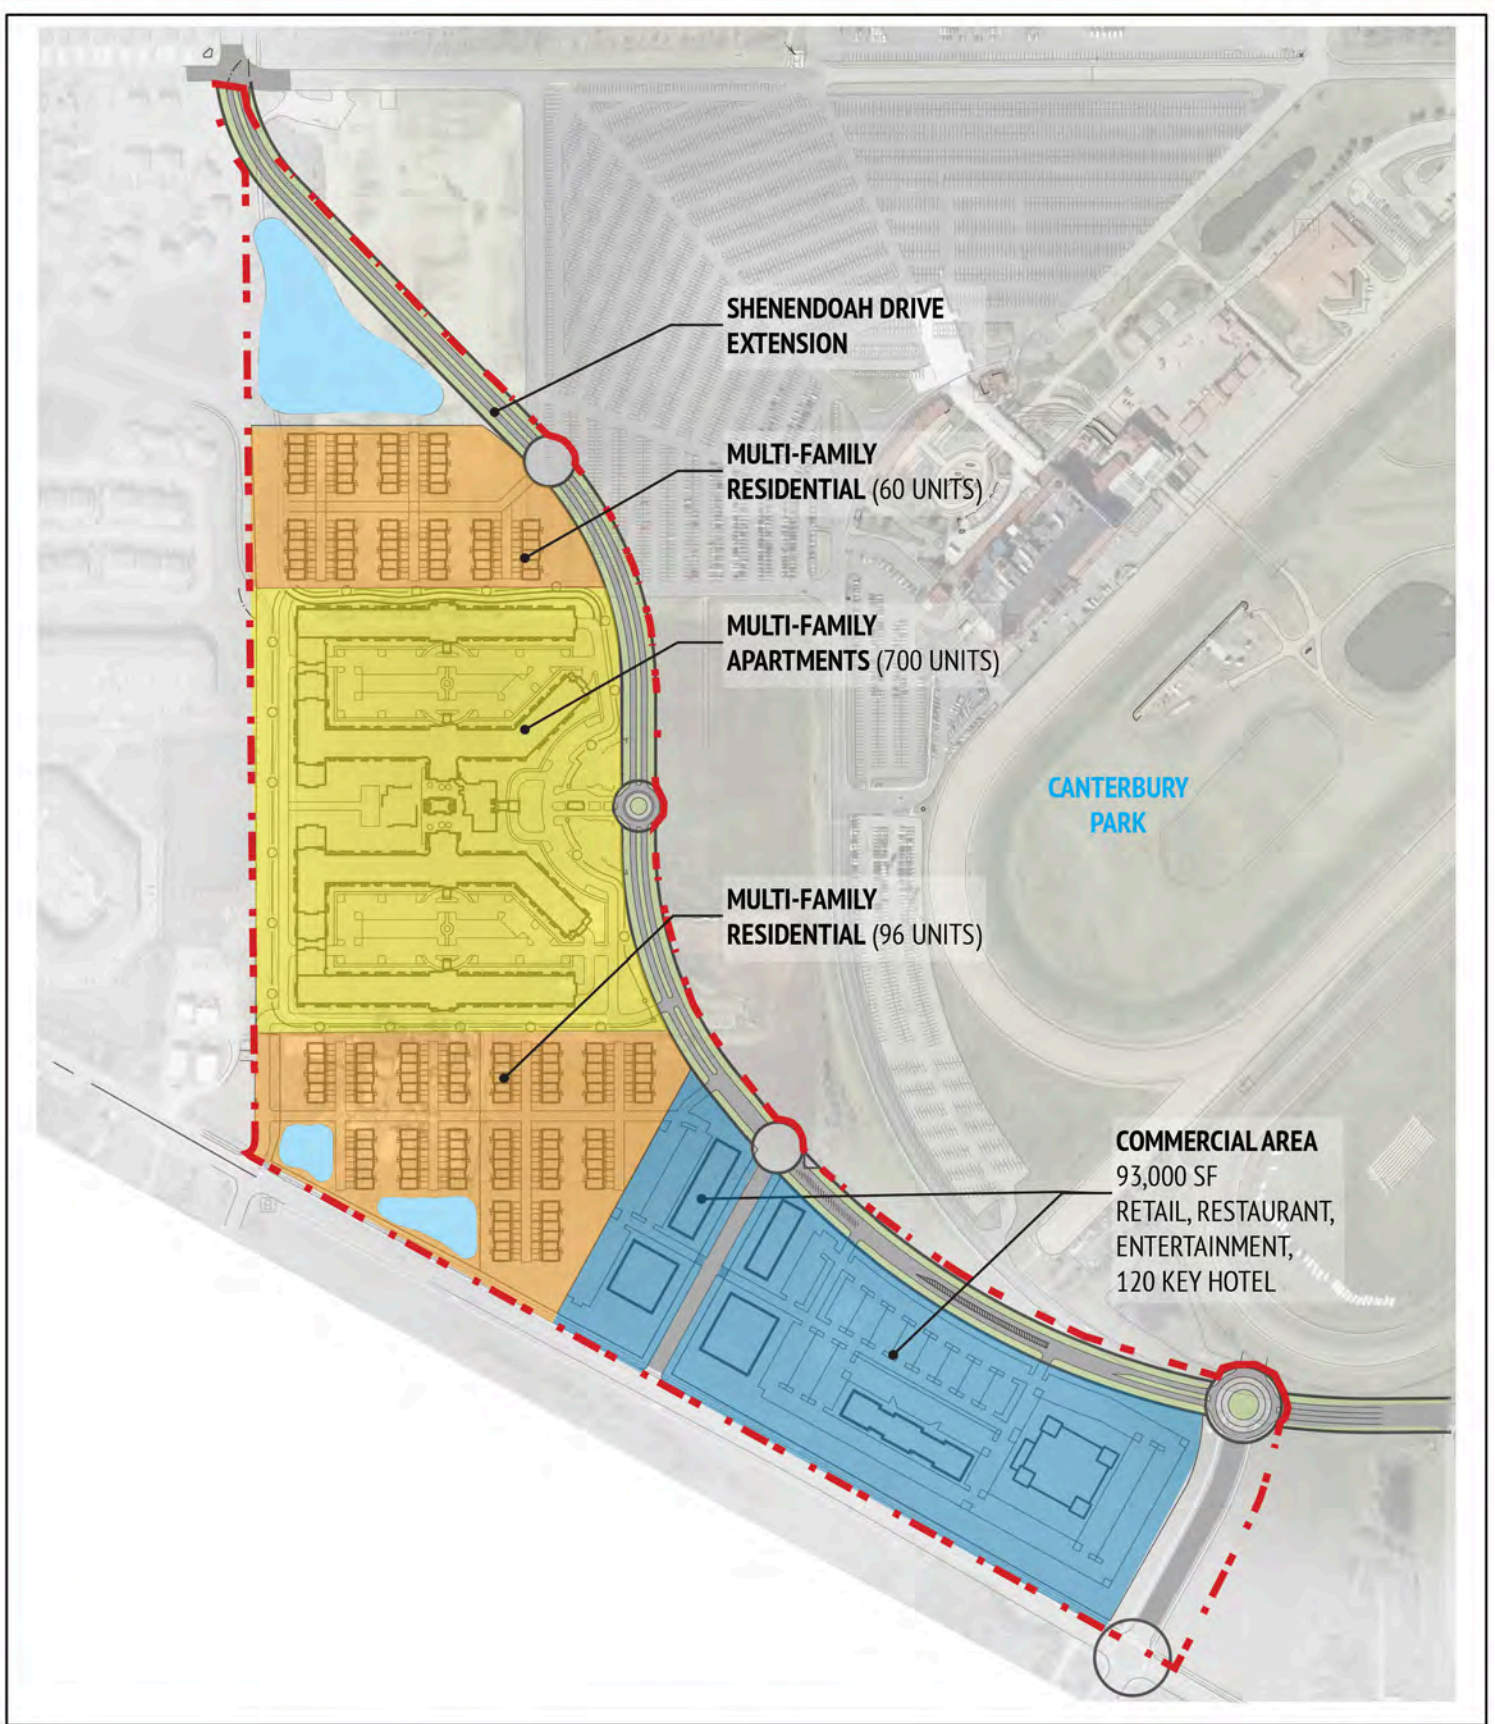 SHENENDOAH DRIVE
EXTENSION
MULTI-FAMILY
RESIDENTIAL (60 UNITS)
MULTI-FAMILY
APARTMENTS (700 UNITS)
CANTERBURY
PARK
MULTI-FAMILY
RESIDENTIAL (96 UNITS)
COMMERCIAL AREA
93,000 SF
RETAIL, RESTAURANT,
ENTERTAINMENT,
120 KEY HOTEL